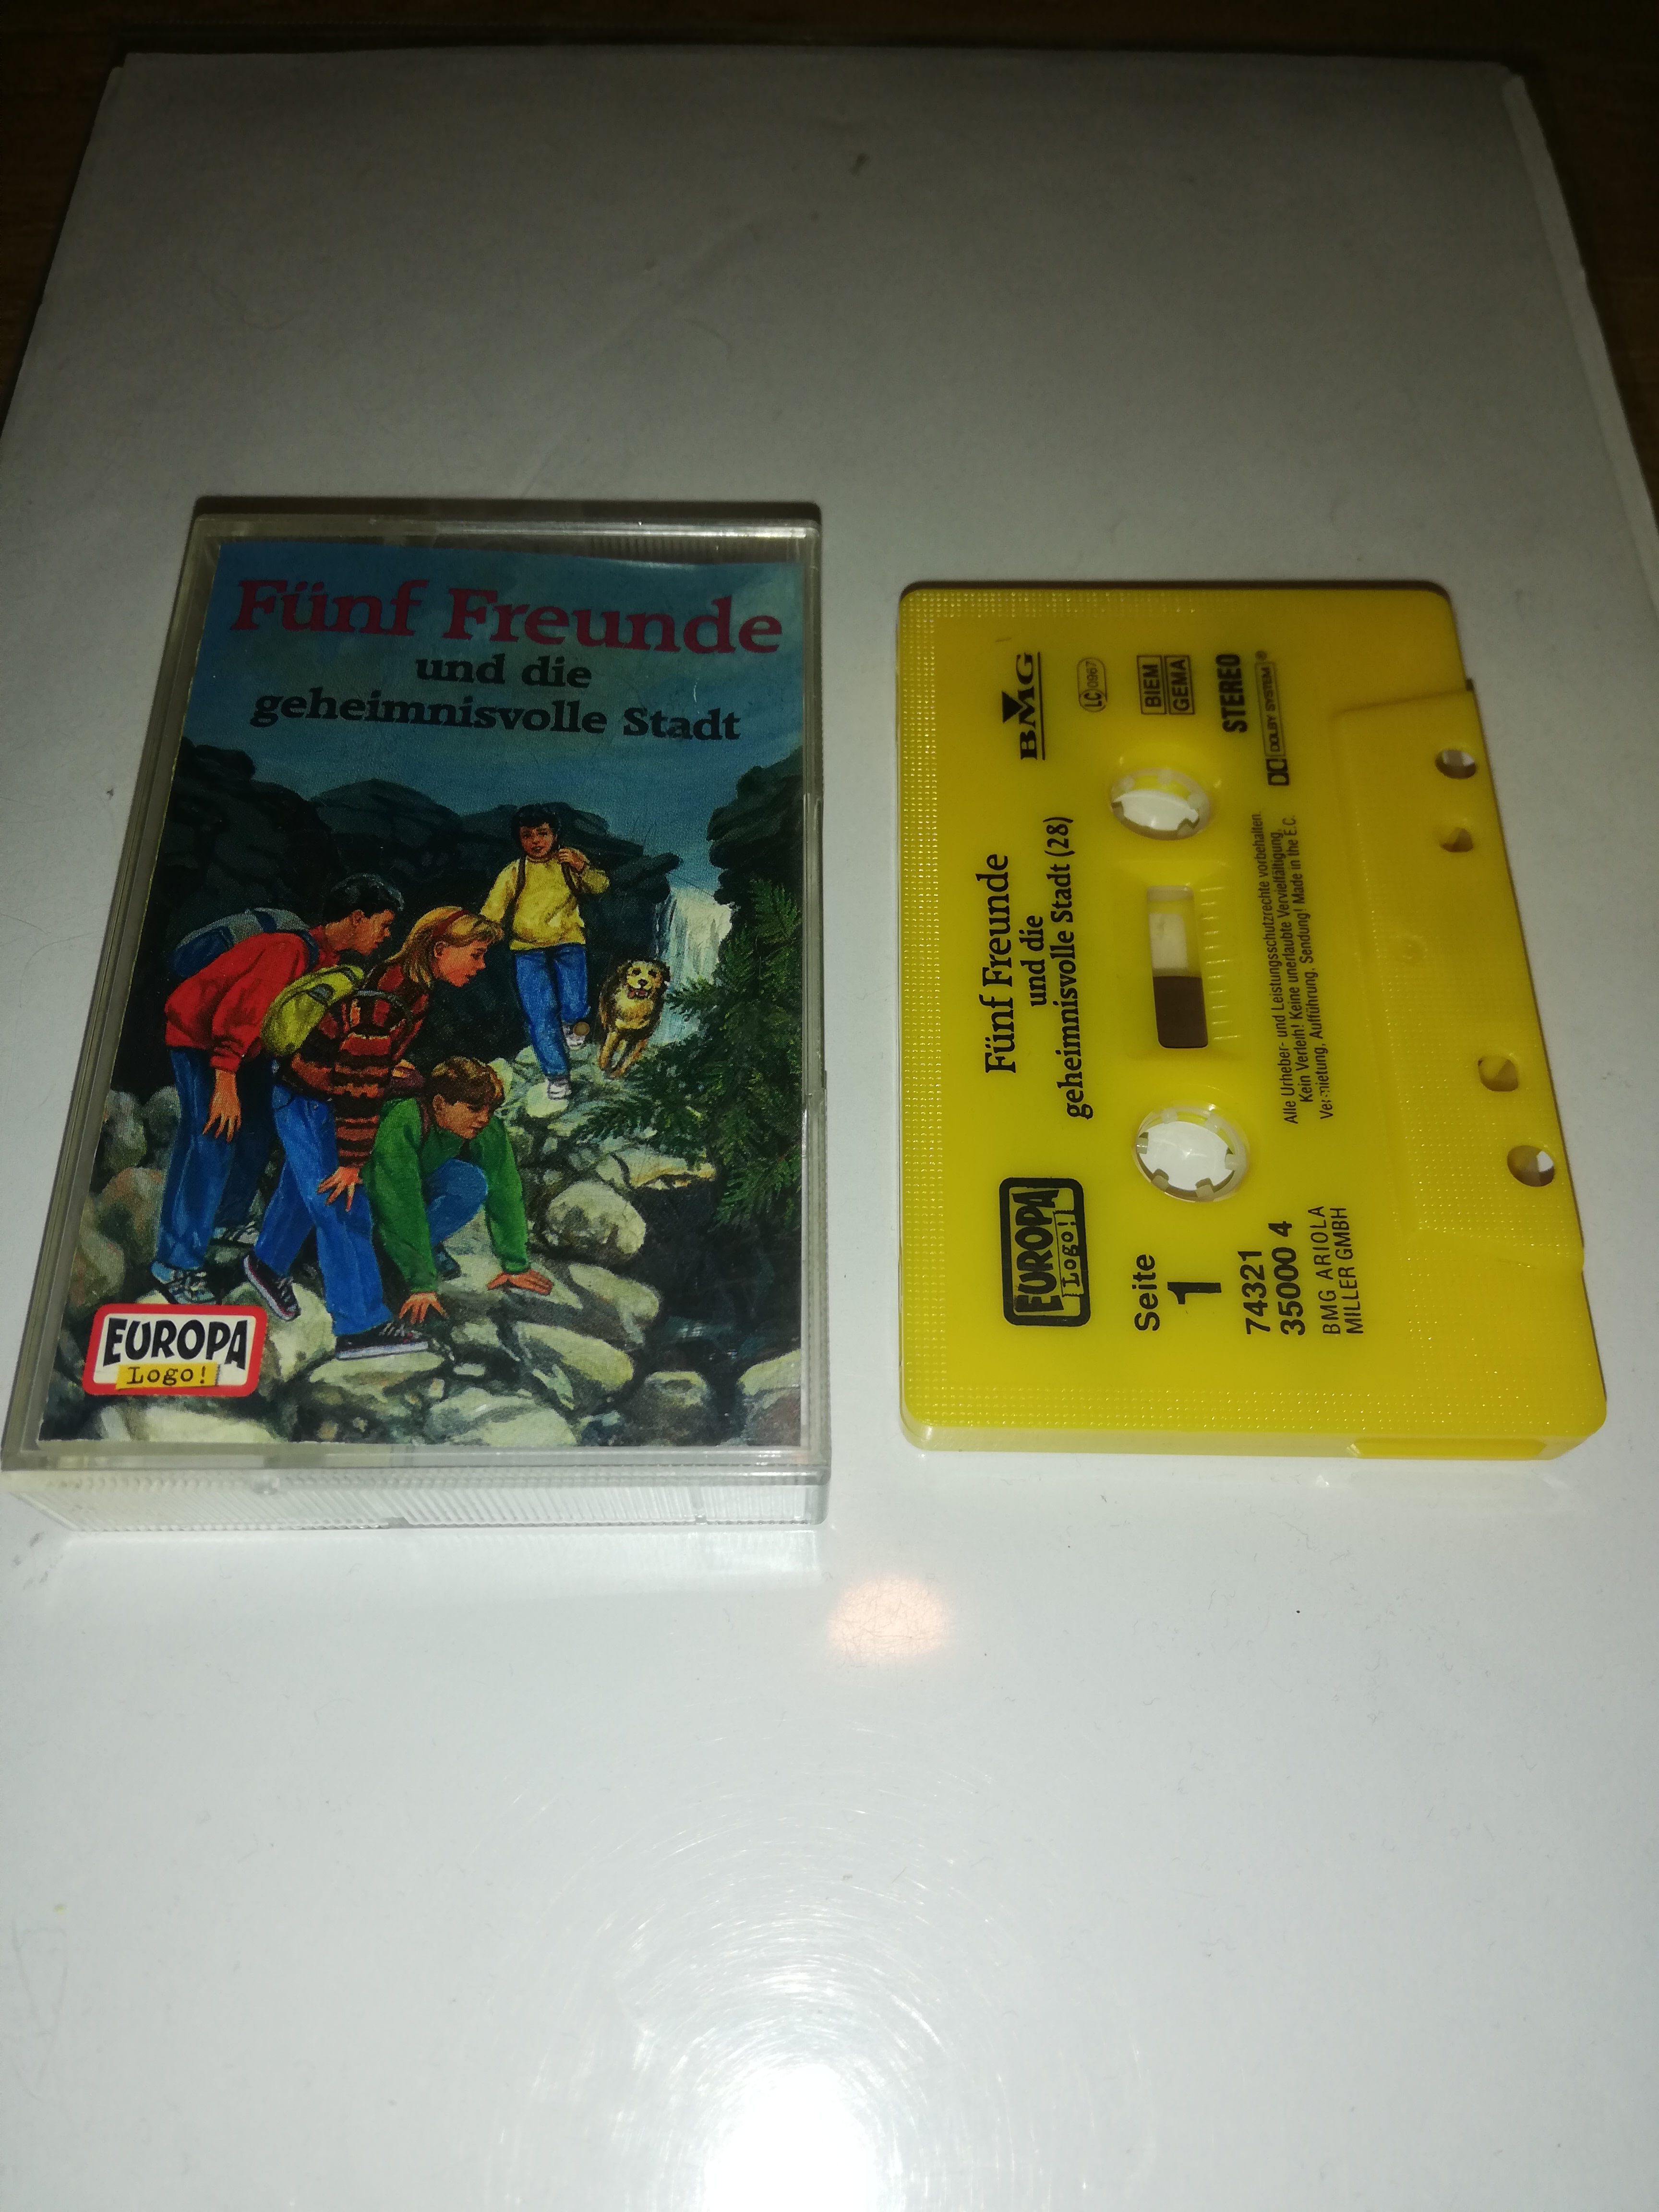 Fünf Freunde
und die
geheimnisvolle Stadt
EUROPA
Logo!
EUROPA
Logo!
Fünf Freunde
und die
geheimnisvolle Stadt (28)
BMG
LC 0967
BIEM
GEMA
STEREO
DOLBY SYSTEM ®
Seite
1
74321
35000 4
BMG ARIOLA
MILLER GMBH
Alle Urheber- und Leistungsschutzrechte vorbehalten.
Kein Verleih! Keine unerlaubte Vervielfältigung,
Vermietung, Aufführung, Sendung! Made in the E.C.